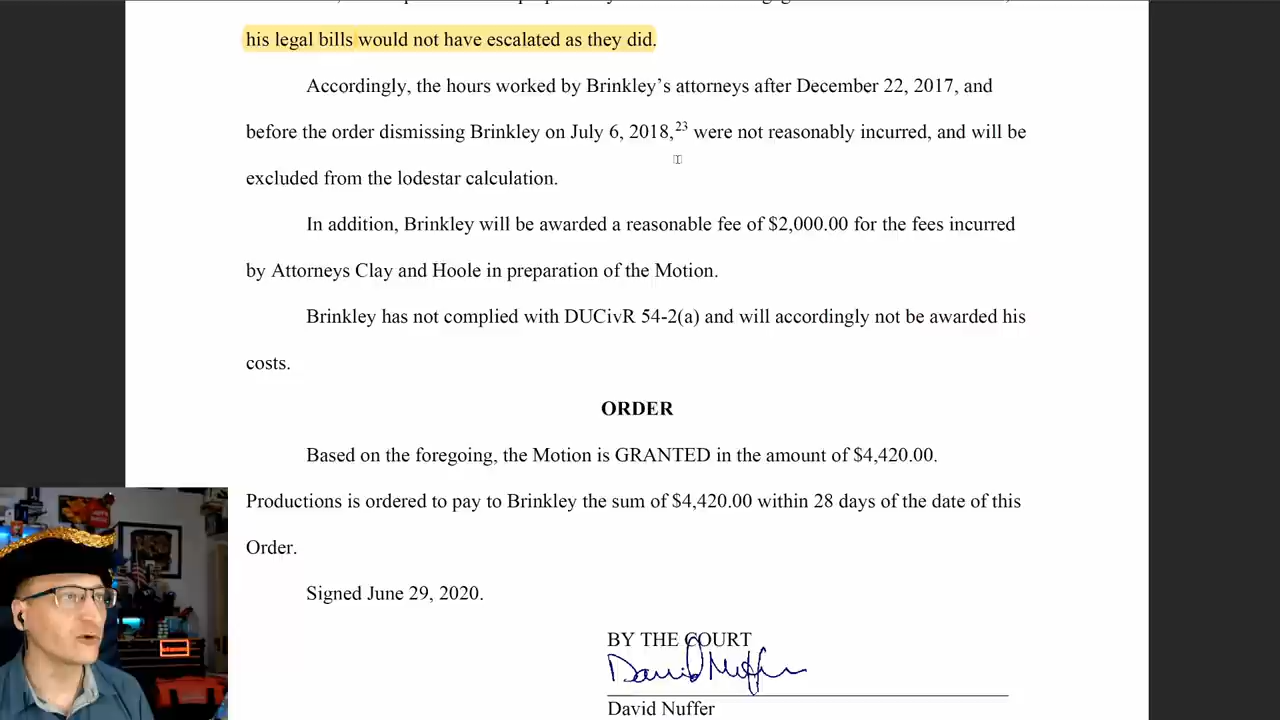 his legal bills would not have escalated as they did.
Accordingly, the hours worked by Brinkley’s attorneys after December 22, 2017, and
before the order dismissing Brinkley on July 6, 2018,23 were not reasonably incurred, and will be
excluded from the lodestar calculation.
In addition, Brinkley will be awarded a reasonable fee of $2,000.00 for the fees incurred
by Attorneys Clay and Hoole in preparation of the Motion.
Brinkley has not complied with DUCivR 54-2(a) and will accordingly not be awarded his
costs.
ORDER
Based on the foregoing, the Motion is GRANTED in the amount of $4,420.00.
Productions is ordered to pay to Brinkley the sum of $4,420.00 within 28 days of the date of this
Order.
Signed June 29, 2020.
BY THE COURT
David Nuffer
David Nuffer